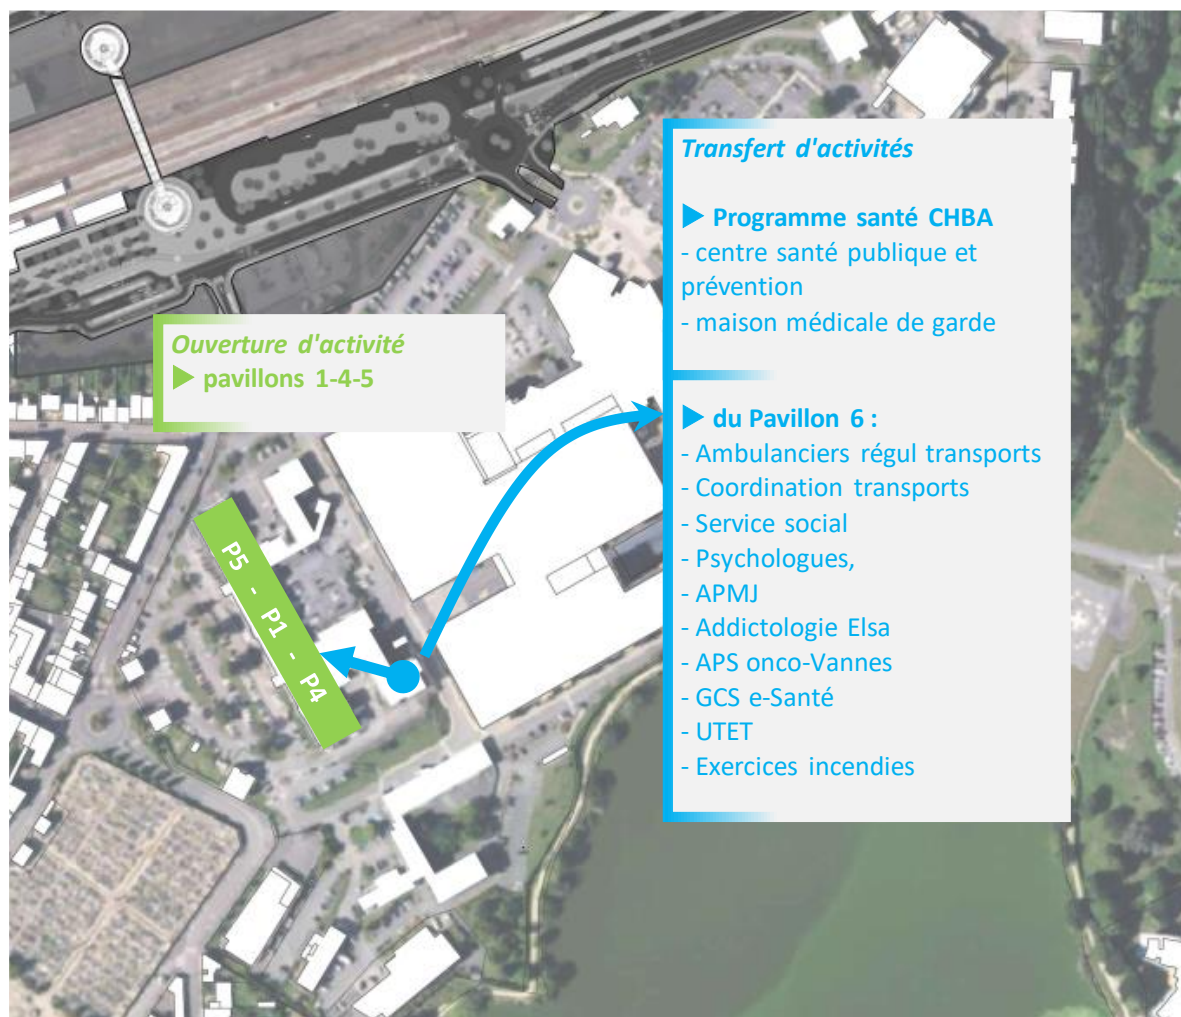 Transfert d'activités
▶ Programme santé CHBA
- centre santé publique et
prévention
- maison médicale de garde
Ouverture d'activité
▶ pavillons 1-4-5
▶ du Pavillon 6 :
- Ambulanciers régul transports
- Coordination transports
- Service social
- Psychologues,
- APMJ
- Addictologie Elsa
- APS onco-Vannes
- GCS e-Santé
- UTET
- Exercices incendies
P5 - P1 - P4